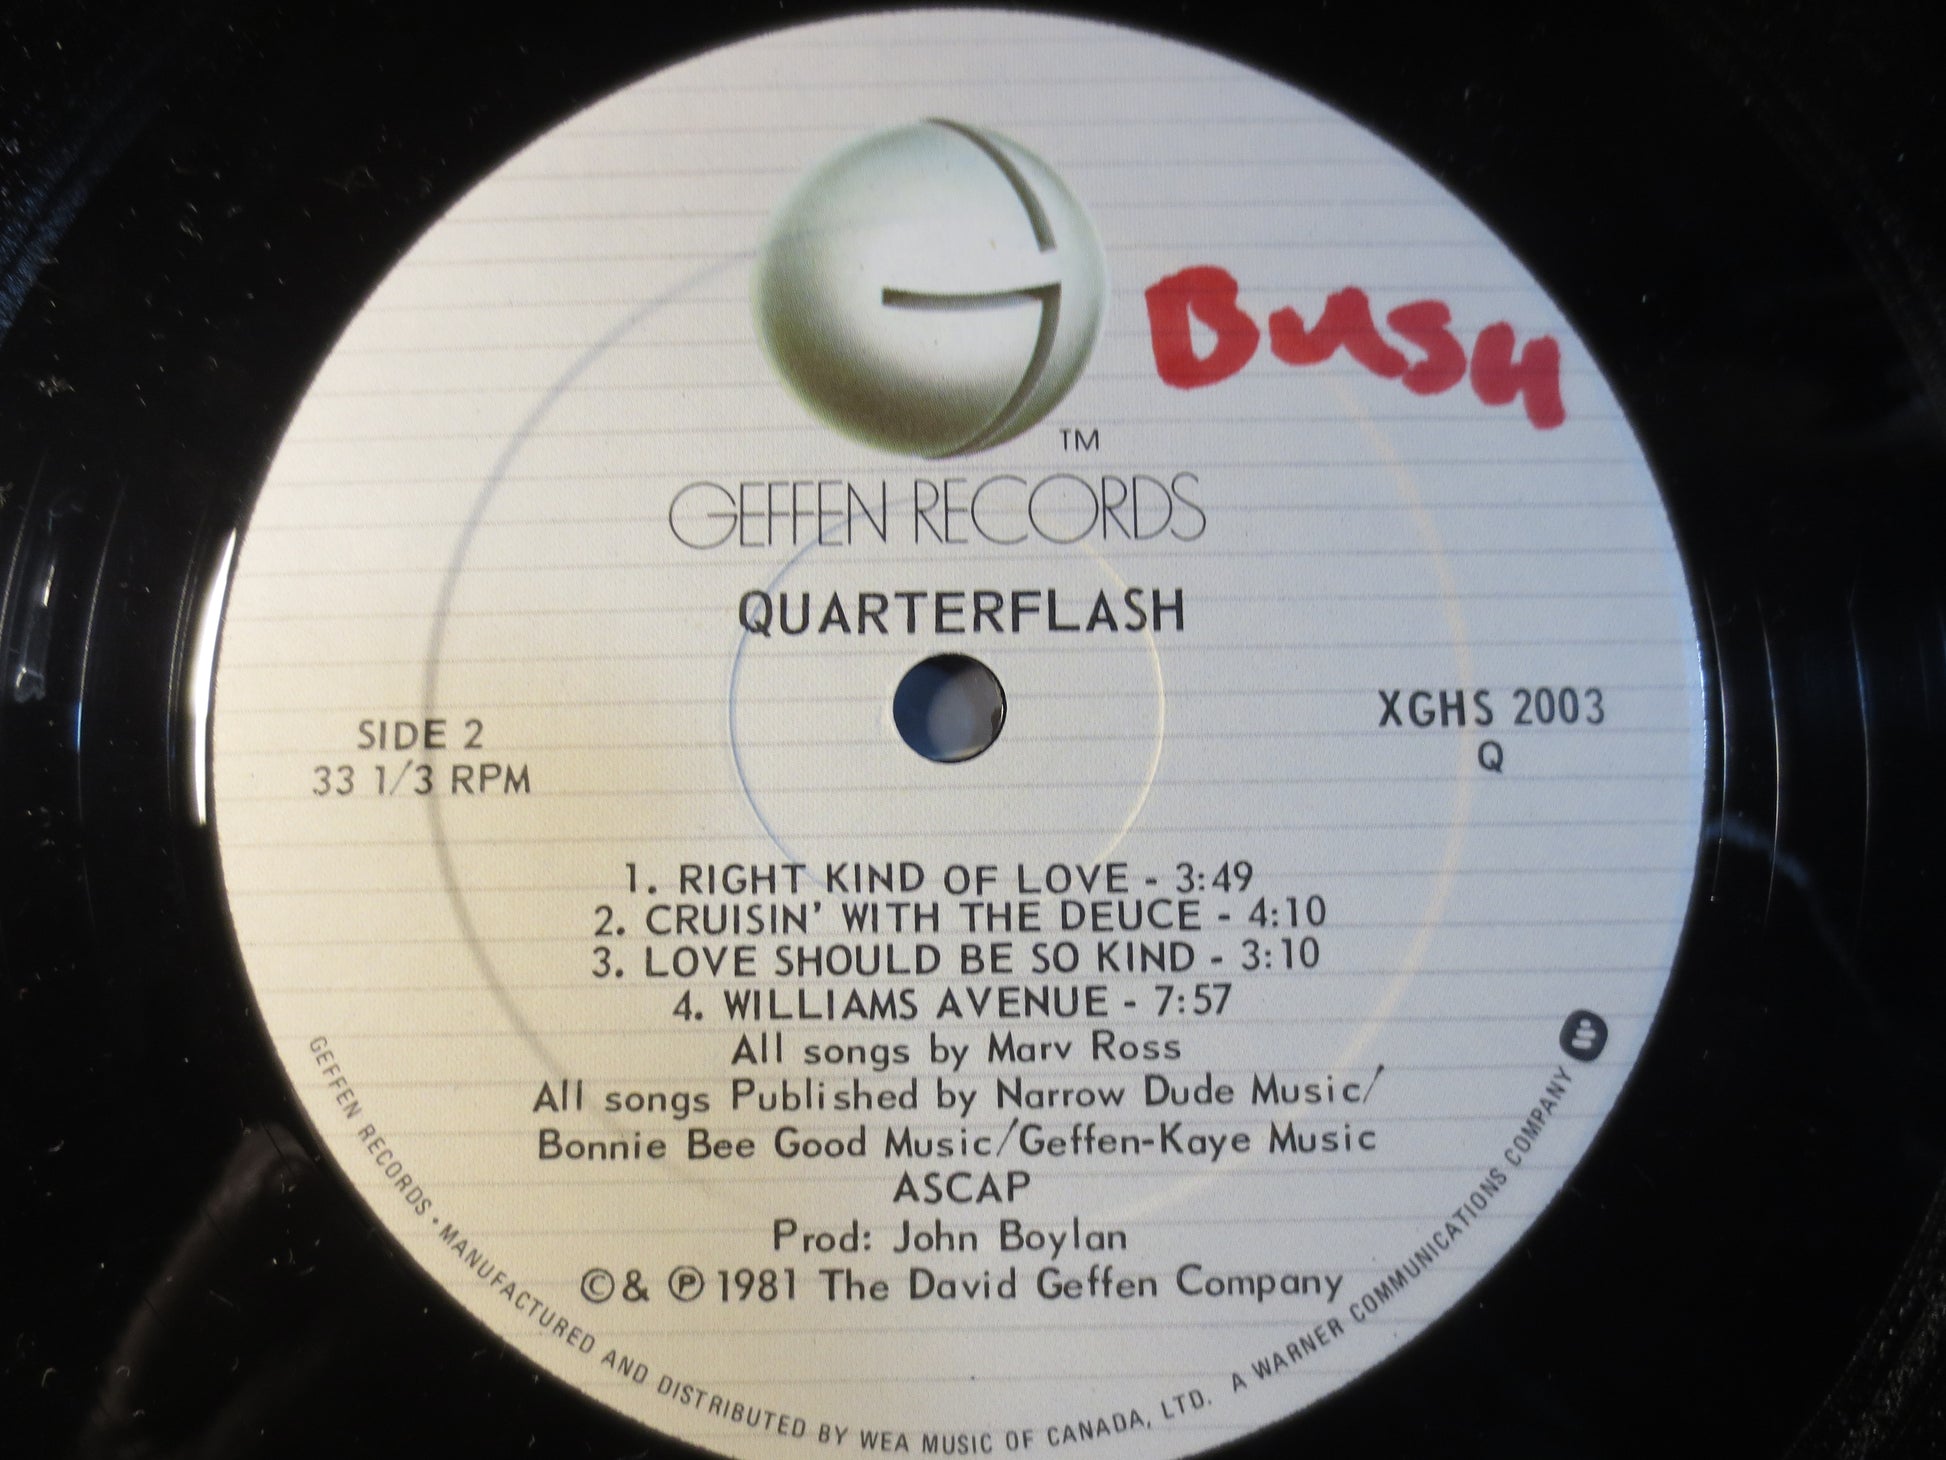 Bush
TM
GEFFEN RECORDS
QUARTERFLASH
SIDE 2
33 1/3 RPM
XGHS 2003
Q
1. RIGHT KIND OF LOVE - 3:49
2. CRUISIN' WITH THE DEUCE - 4:10
3. LOVE SHOULD BE SO KIND - 3:10
4. WILLIAMS AVENUE - 7:57
All songs by Marv Ross
All songs Published by Narrow Dude Music/
Bonnie Bee Good Music/Geffen-Kaye Music
ASCAP
Prod: John Boylan
©& ℗ 1981 The David Geffen Company
GEFFEN RECORDS • MANUFACTURED AND DISTRIBUTED BY WEA MUSIC OF CANADA, LTD. A WARNER COMMUNICATIONS COMPANY